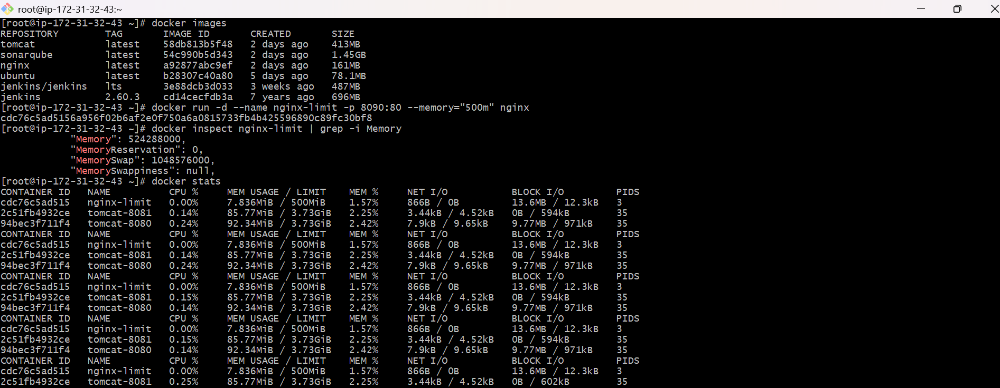 root@ip-172-31-32-43:~
[root@ip-172-31-32-43 ~]# docker images
REPOSITORY        TAG       IMAGE ID       CREATED       SIZE
tomcat            latest    58db813b5f48   2 days ago    413MB
sonarqube         latest    54c990b5d343   2 days ago    1.45GB
nginx             latest    a92877abc9ef   2 days ago    161MB
ubuntu            latest    b28307c40a80   5 days ago    78.1MB
jenkins/jenkins   lts       3e88dcb3d033   3 weeks ago   487MB
jenkins           2.60.3    cd14cecfdb3a   7 years ago   696MB
[root@ip-172-31-32-43 ~]# docker run -d --name nginx-limit -p 8090:80 --memory="500m" nginx
cdc76c5ad5156a956f02b6af2e0f750a6a0815733fb4b425596890c89fc30bf8
[root@ip-172-31-32-43 ~]# docker inspect nginx-limit | grep -i Memory
            "Memory": 524288000,
            "MemoryReservation": 0,
            "MemorySwap": 1048576000,
            "MemorySwappiness": null,
[root@ip-172-31-32-43 ~]# docker stats
CONTAINER ID   NAME          CPU %     MEM USAGE / LIMIT    MEM %     NET I/O           BLOCK I/O         PIDS
cdc76c5ad515   nginx-limit   0.00%     7.836MiB / 500MiB    1.57%     866B / 0B         13.6MB / 12.3kB   3
2c51fb4932ce   tomcat-8081   0.14%     85.77MiB / 3.73GiB   2.25%     3.44kB / 4.52kB   0B / 594kB        35
94bec3f711f4   tomcat-8080   0.24%     92.34MiB / 3.73GiB   2.42%     7.9kB / 9.65kB    9.77MB / 971kB    35
CONTAINER ID   NAME          CPU %     MEM USAGE / LIMIT    MEM %     NET I/O           BLOCK I/O         PIDS
cdc76c5ad515   nginx-limit   0.00%     7.836MiB / 500MiB    1.57%     866B / 0B         13.6MB / 12.3kB   3
2c51fb4932ce   tomcat-8081   0.14%     85.77MiB / 3.73GiB   2.25%     3.44kB / 4.52kB   0B / 594kB        35
94bec3f711f4   tomcat-8080   0.24%     92.34MiB / 3.73GiB   2.42%     7.9kB / 9.65kB    9.77MB / 971kB    35
CONTAINER ID   NAME          CPU %     MEM USAGE / LIMIT    MEM %     NET I/O           BLOCK I/O         PIDS
cdc76c5ad515   nginx-limit   0.00%     7.836MiB / 500MiB    1.57%     866B / 0B         13.6MB / 12.3kB   3
2c51fb4932ce   tomcat-8081   0.15%     85.77MiB / 3.73GiB   2.25%     3.44kB / 4.52kB   0B / 594kB        35
94bec3f711f4   tomcat-8080   0.14%     92.34MiB / 3.73GiB   2.42%     7.9kB / 9.65kB    9.77MB / 971kB    35
CONTAINER ID   NAME          CPU %     MEM USAGE / LIMIT    MEM %     NET I/O           BLOCK I/O         PIDS
cdc76c5ad515   nginx-limit   0.00%     7.836MiB / 500MiB    1.57%     866B / 0B         13.6MB / 12.3kB   3
2c51fb4932ce   tomcat-8081   0.15%     85.77MiB / 3.73GiB   2.25%     3.44kB / 4.52kB   0B / 594kB        35
94bec3f711f4   tomcat-8080   0.14%     92.34MiB / 3.73GiB   2.42%     7.9kB / 9.65kB    9.77MB / 971kB    35
CONTAINER ID   NAME          CPU %     MEM USAGE / LIMIT    MEM %     NET I/O           BLOCK I/O         PIDS
cdc76c5ad515   nginx-limit   0.00%     7.836MiB / 500MiB    1.57%     866B / 0B         13.6MB / 12.3kB   3
2c51fb4932ce   tomcat-8081   0.25%     85.77MiB / 3.73GiB   2.25%     3.44kB / 4.52kB   0B / 602kB        35